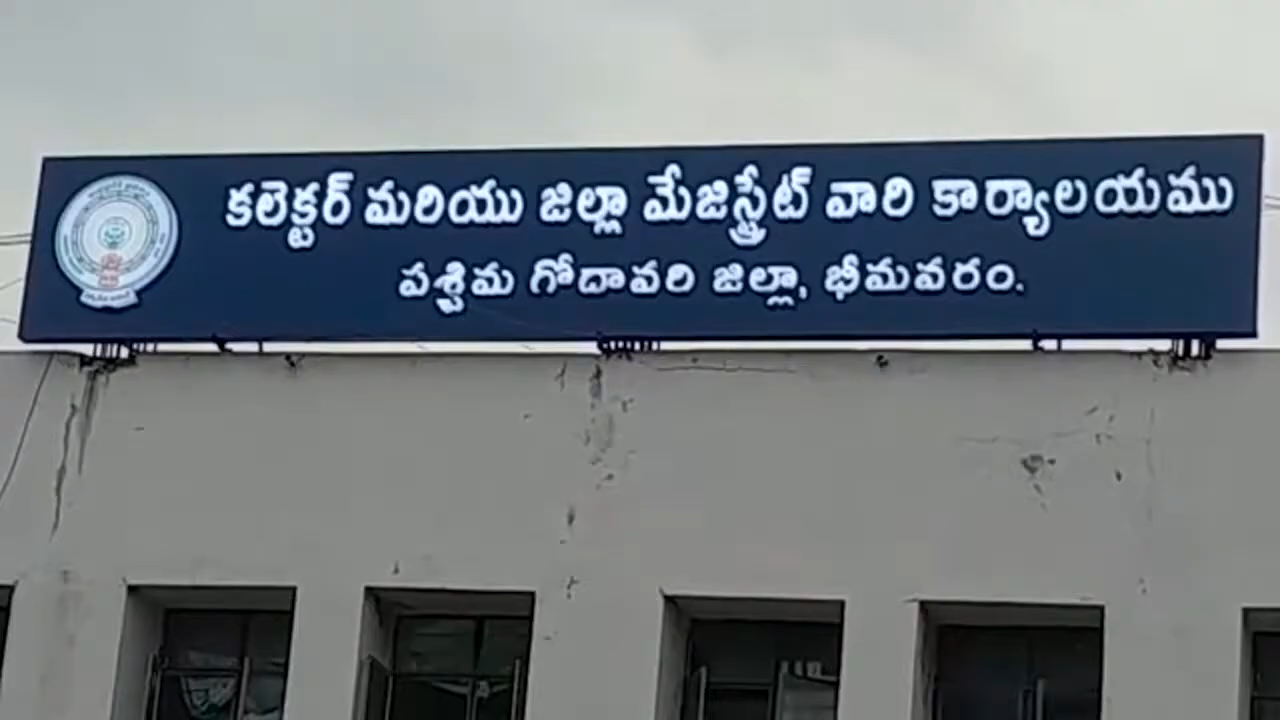 కలెక్టర్ మరియు జిల్లా మేజిస్ట్రేట్ వారి కార్యాలయము
పశ్చిమ గోదావరి జిల్లా, భీమవరం.